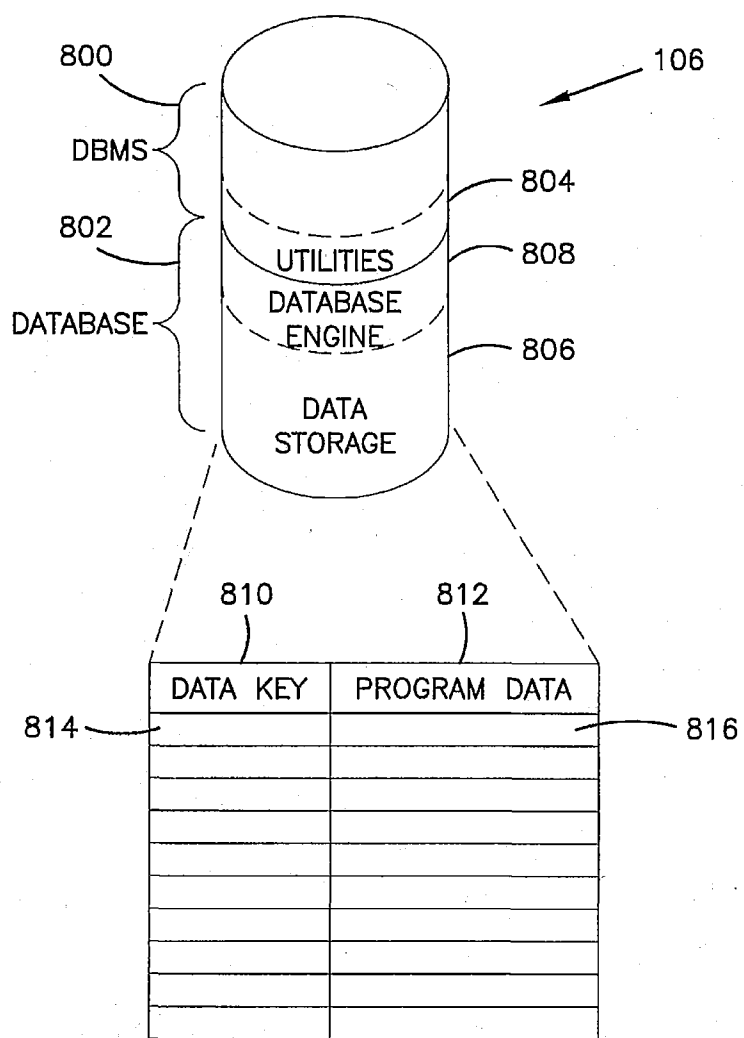 800
106
DBMS
804
802
UTILITIES
808
DATABASE
DATABASE
ENGINE
806
DATA
STORAGE
810
812
DATA KEY
PROGRAM DATA
814
816